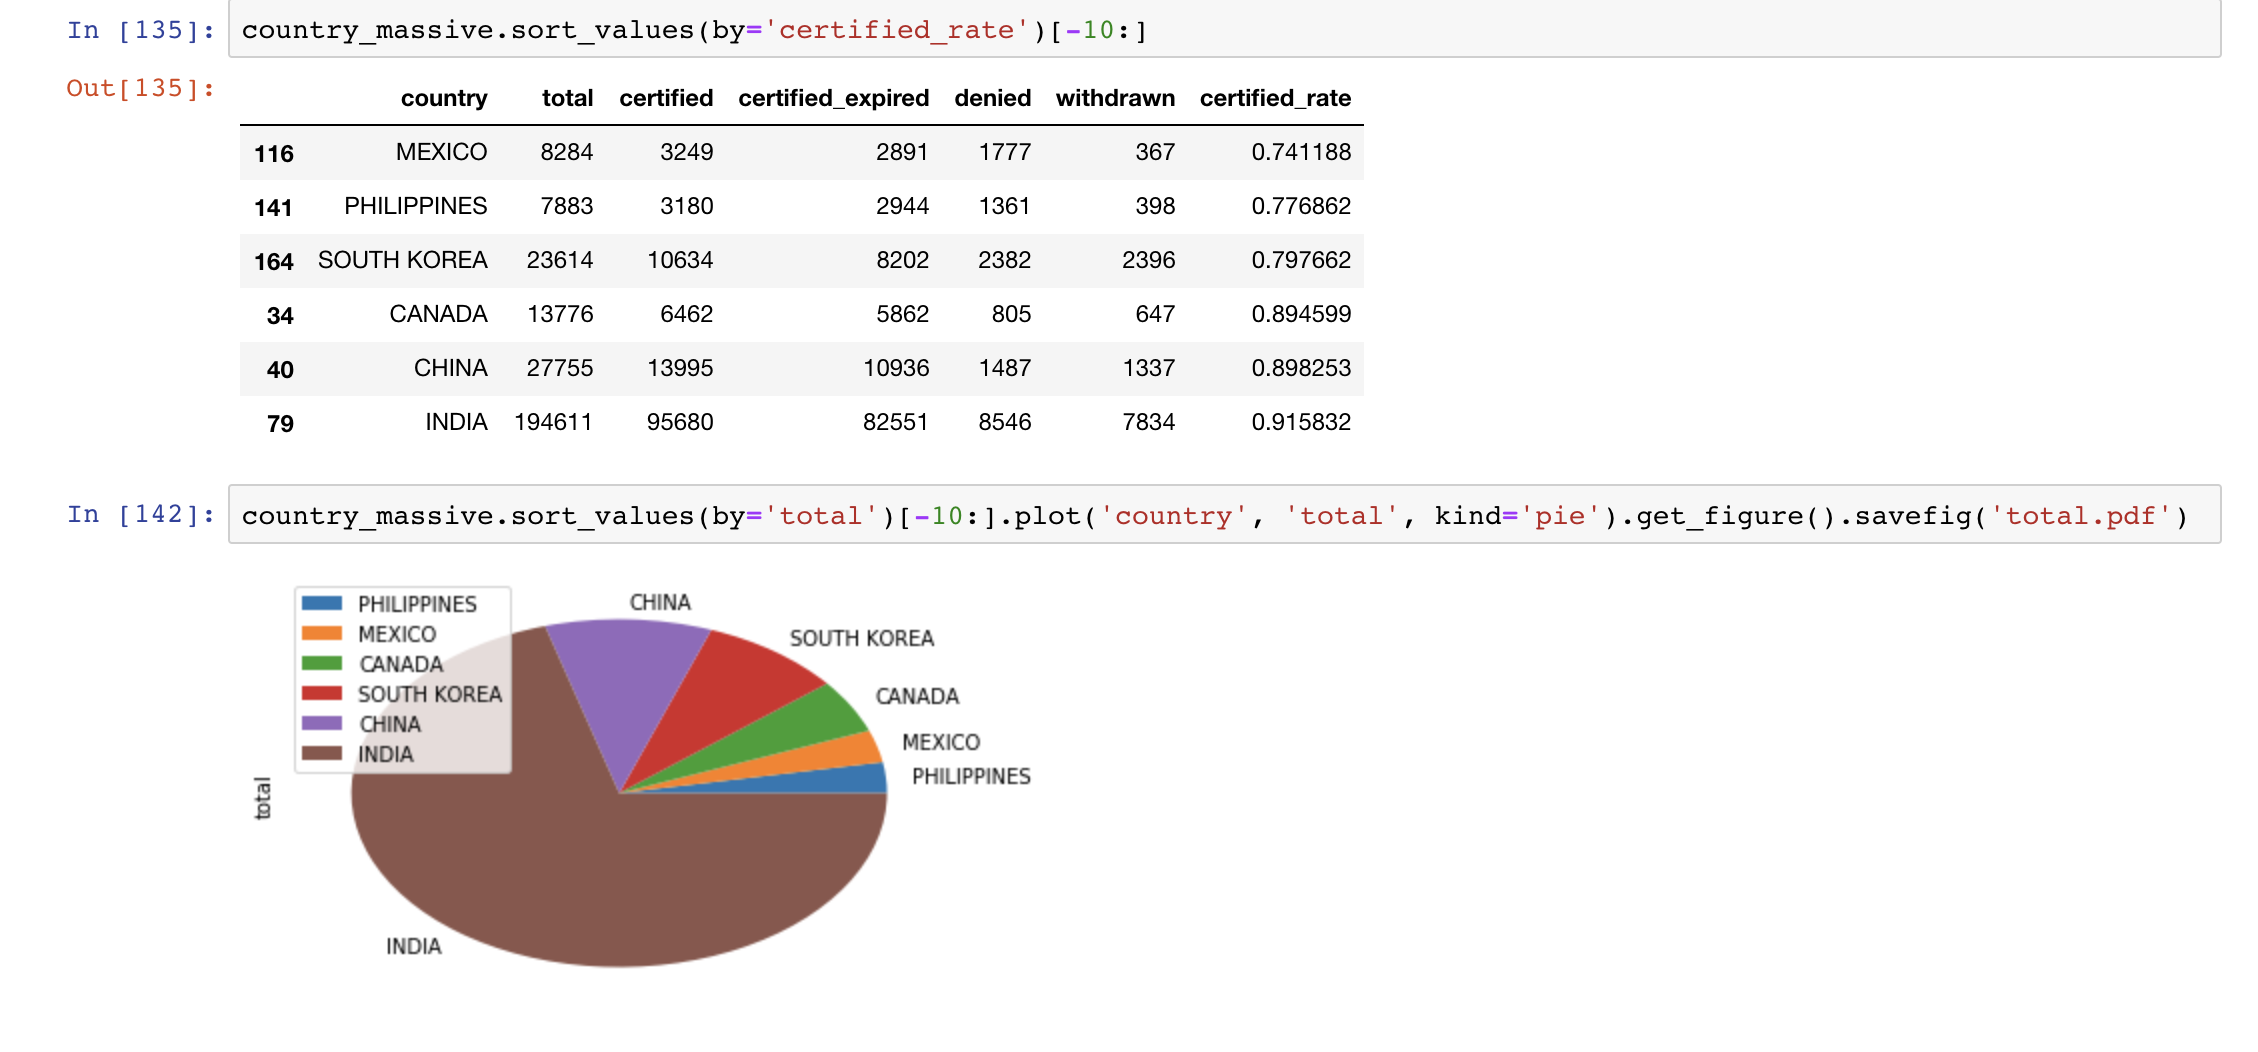 In [135]: country_massive.sort_values(by='certified_rate')[-10:]
Out[135]:
country total certified certified_expired denied withdrawn certified_rate
116 MEXICO 8284 3249 2891 1777 367 0.741188
141 PHILIPPINES 7883 3180 2944 1361 398 0.776862
164 SOUTH KOREA 23614 10634 8202 2382 2396 0.797662
34 CANADA 13776 6462 5862 805 647 0.894599
40 CHINA 27755 13995 10936 1487 1337 0.898253
79 INDIA 194611 95680 82551 8546 7834 0.915832
In [142]: country_massive.sort_values(by='total')[-10:].plot('country', 'total', kind='pie').get_figure().savefig('total.pdf')
PHILIPPINES
MEXICO
CANADA
SOUTH KOREA
CHINA
INDIA
CHINA
SOUTH KOREA
CANADA
MEXICO
PHILIPPINES
total
INDIA